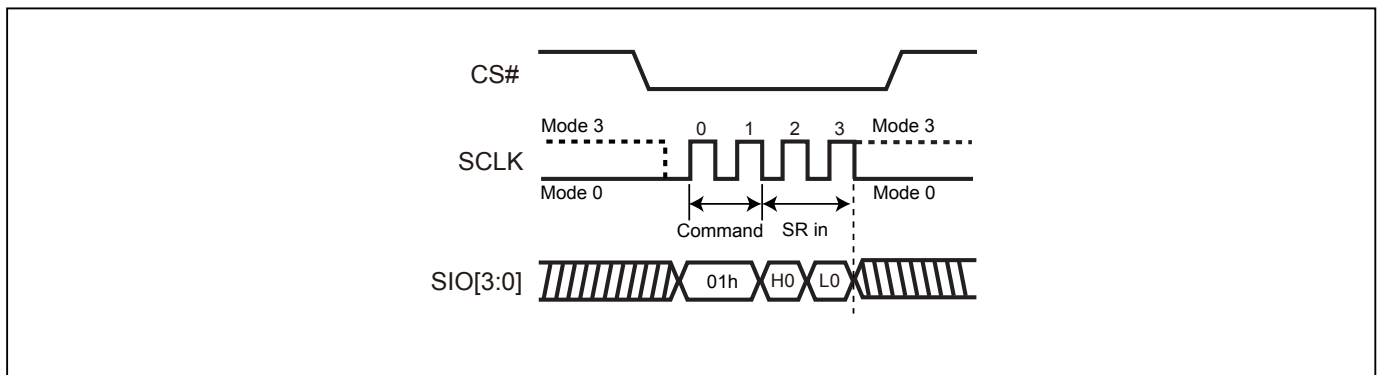 CS#
Mode 3 0 1 2 3 Mode 3
SCLK
Mode 0 Mode 0
Command SR in
SIO[3:0] 01h H0 L0